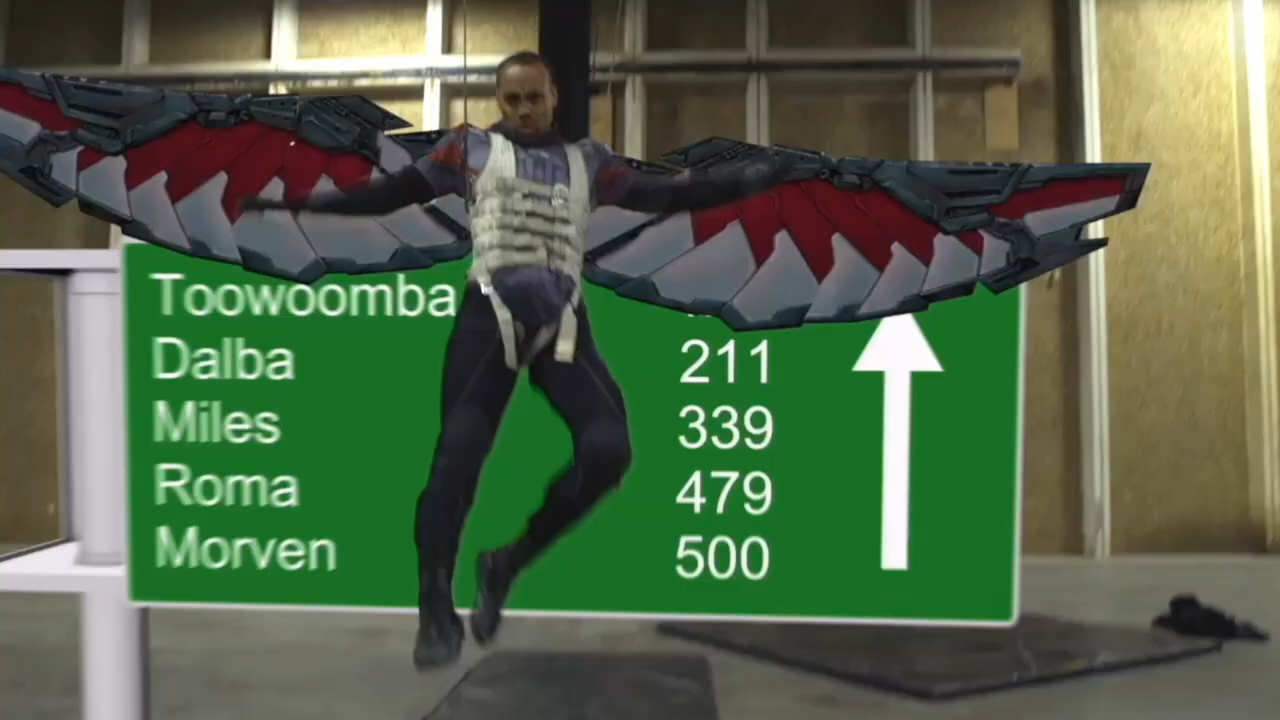 Toowoomba
Dalba 211
Miles 339
Roma 479
Morven 500